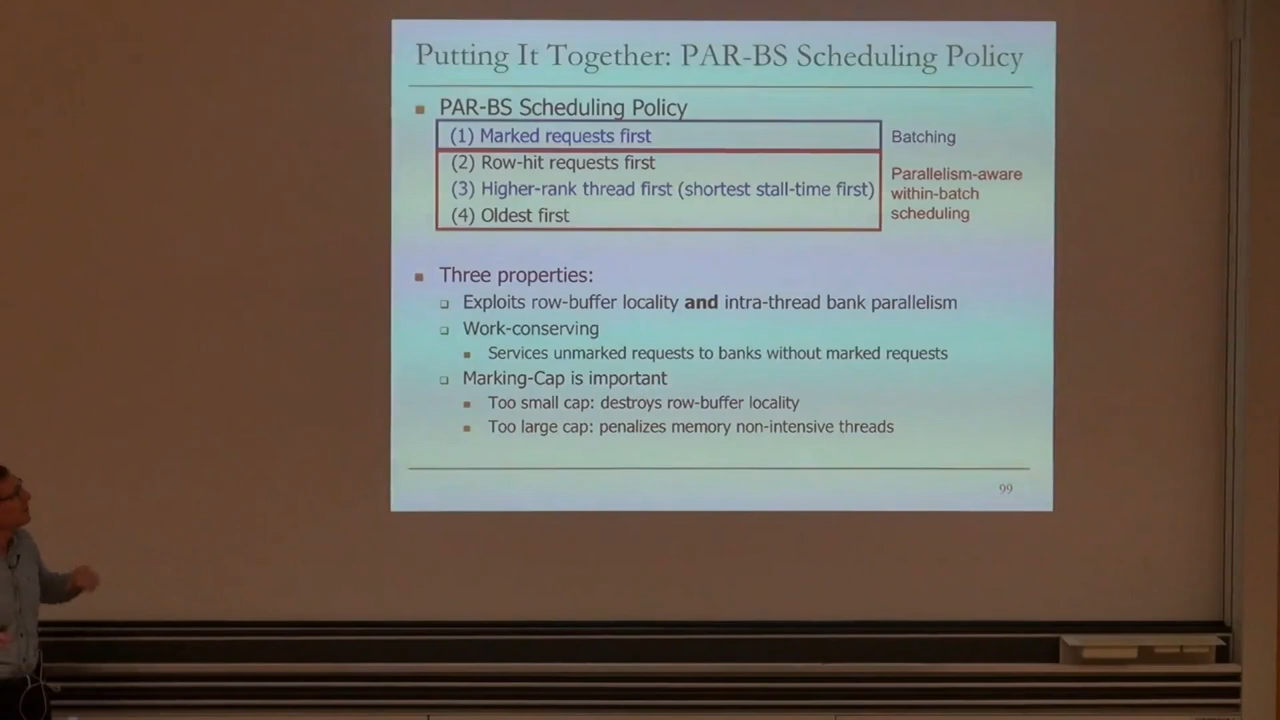 Putting It Together: PAR-BS Scheduling Policy
PAR-BS Scheduling Policy
(1) Marked requests first
Batching
(2) Row-hit requests first
(3) Higher-rank thread first (shortest stall-time first)
(4) Oldest first
Parallelism-aware
within-batch
scheduling
Three properties:
Exploits row-buffer locality and intra-thread bank parallelism
Work-conserving
Services unmarked requests to banks without marked requests
Marking-Cap is important
Too small cap: destroys row-buffer locality
Too large cap: penalizes memory non-intensive threads
99